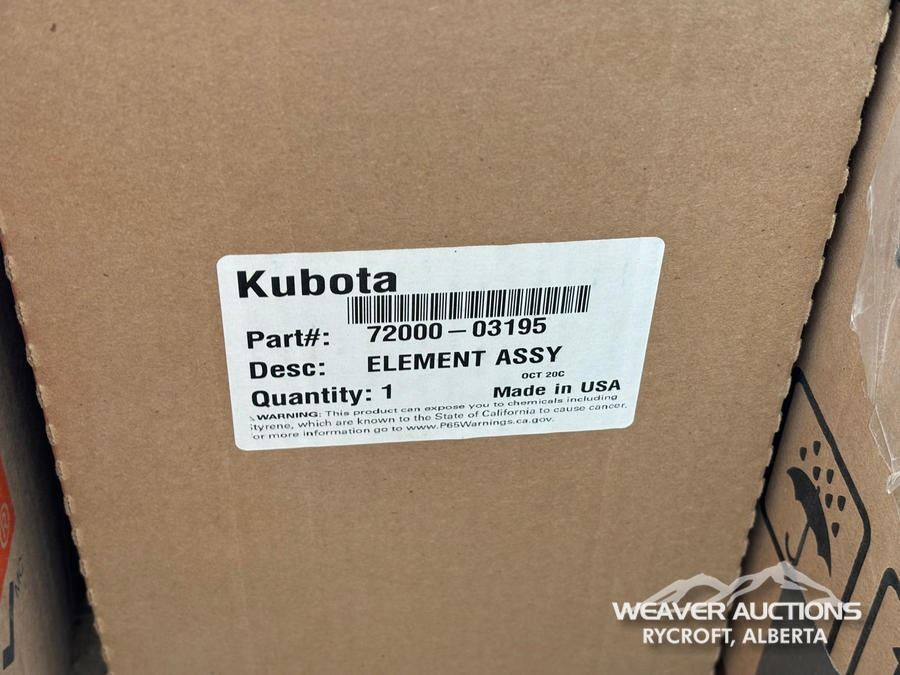 Kubota
Part#: 72000-03195
Desc: ELEMENT ASSY
OCT 20C
Quantity: 1 Made in USA
WARNING: This product can expose you to chemicals including
tyrene, which are known to the State of California to cause cancer.
or more information go to www.P65Warnings.ca.gov.
MC
WEAVER AUCTIONS
RYCROFT, ALBERTA